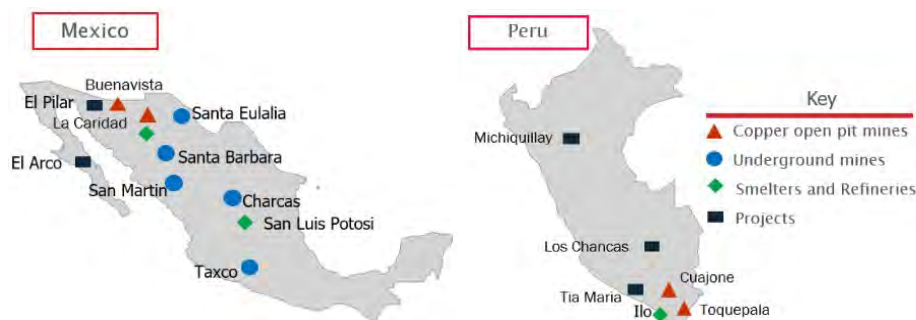 Mexico
Buenavista
El Pilar
La Caridad
Santa Eulalia
El Arco
Santa Barbara
San Martin
Charcas
San Luis Potosi
Taxco
Peru
Michiquillay
Los Chancas
Cuajone
Tia Maria
Ilo
Toquepala
Key
Copper open pit mines
Underground mines
Smelters and Refineries
Projects